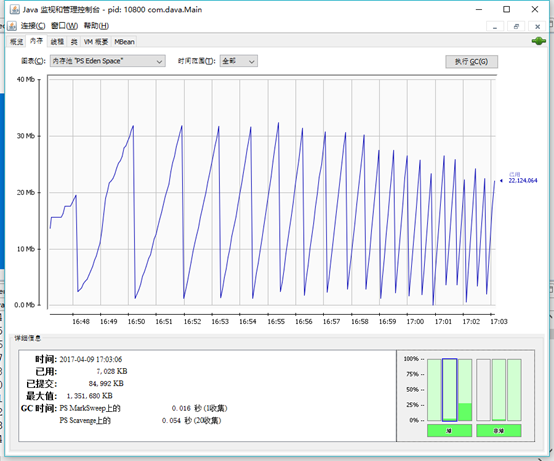 Java 监视和管理控制台 - pid: 10800 com.dava.Main
连接(C) 窗口(W) 帮助(H)
概览 内存 线程 类 VM 概要 MBean
图表(C): 内存池 "PS Eden Space" 时间范围(T): 全部 执行 GC(G)
40 Mb
30 Mb
20 Mb
10 Mb
0.0 Mb
已用
22,124,064
16:48 16:49 16:50 16:51 16:52 16:53 16:54 16:55 16:56 16:57 16:58 16:59 17:00 17:01 17:02 17:03
详细信息
时间: 2017-04-09 17:03:06
已用: 7,028 KB
已提交: 84,992 KB
最大值: 1,351,680 KB
GC 时间: PS MarkSweep上的 0.016 秒 (1收集)
PS Scavenge上的 0.054 秒 (20收集)
100% --
75% --
50% --
25% --
0% --
堆 非堆